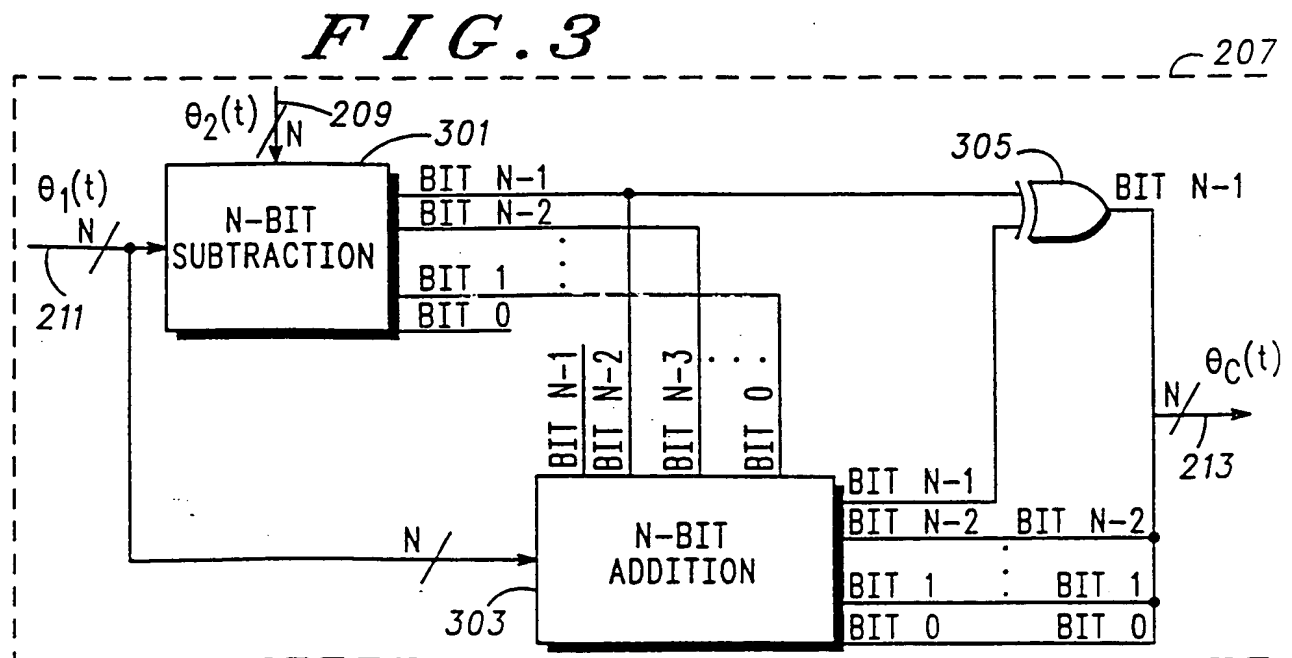 FIG.3
207
θ2(t)
209
N
301
305
θ1(t)
N
211
N-BIT
SUBTRACTION
BIT N-1
BIT N-2
BIT 1
BIT 0
BIT N-1
BIT N-1
BIT N-2
BIT N-3
. . .
BIT 0
θC(t)
N
213
N
303
N-BIT
ADDITION
BIT N-1
BIT N-2 BIT N-2
BIT 1 BIT 1
BIT 0 BIT 0